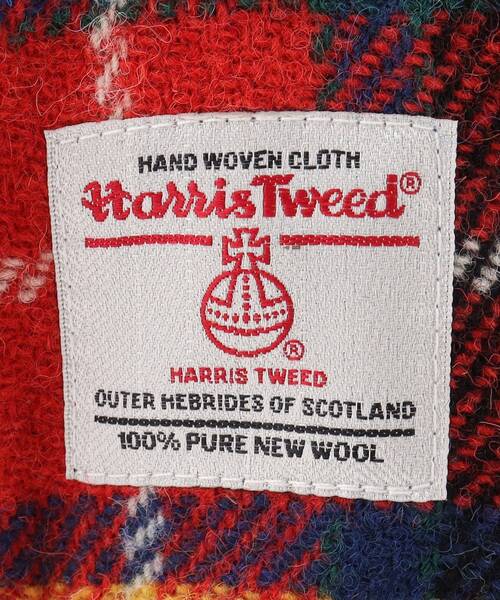 HAND WOVEN CLOTH
Harris Tweed®
®
HARRIS TWEED
OUTER HEBRIDES OF SCOTLAND
100% PURE NEW WOOL